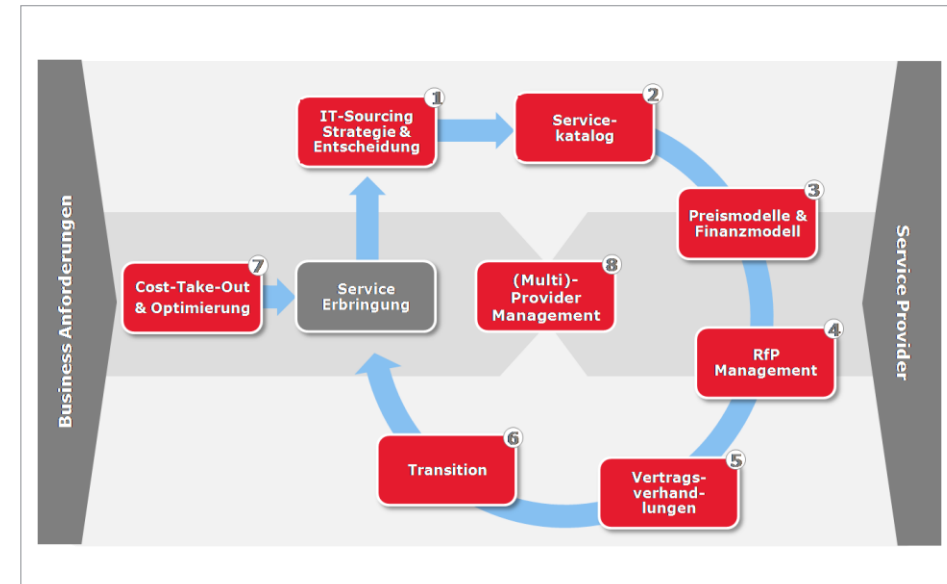 Business Anforderungen
1
IT-Sourcing
Strategie &
Entscheidung
2
Service-
katalog
3
Preismodelle &
Finanzmodell
4
RfP
Management
5
Vertrags-
verhand-
lungen
6
Transition
7
Cost-Take-Out
& Optimierung
Service
Erbringung
8
(Multi)-
Provider
Management
Service Provider